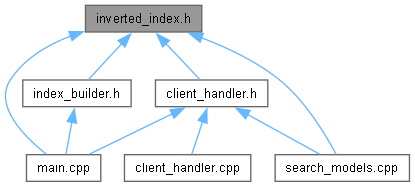 inverted_index.h
index_builder.h
client_handler.h
main.cpp
client_handler.cpp
search_models.cpp